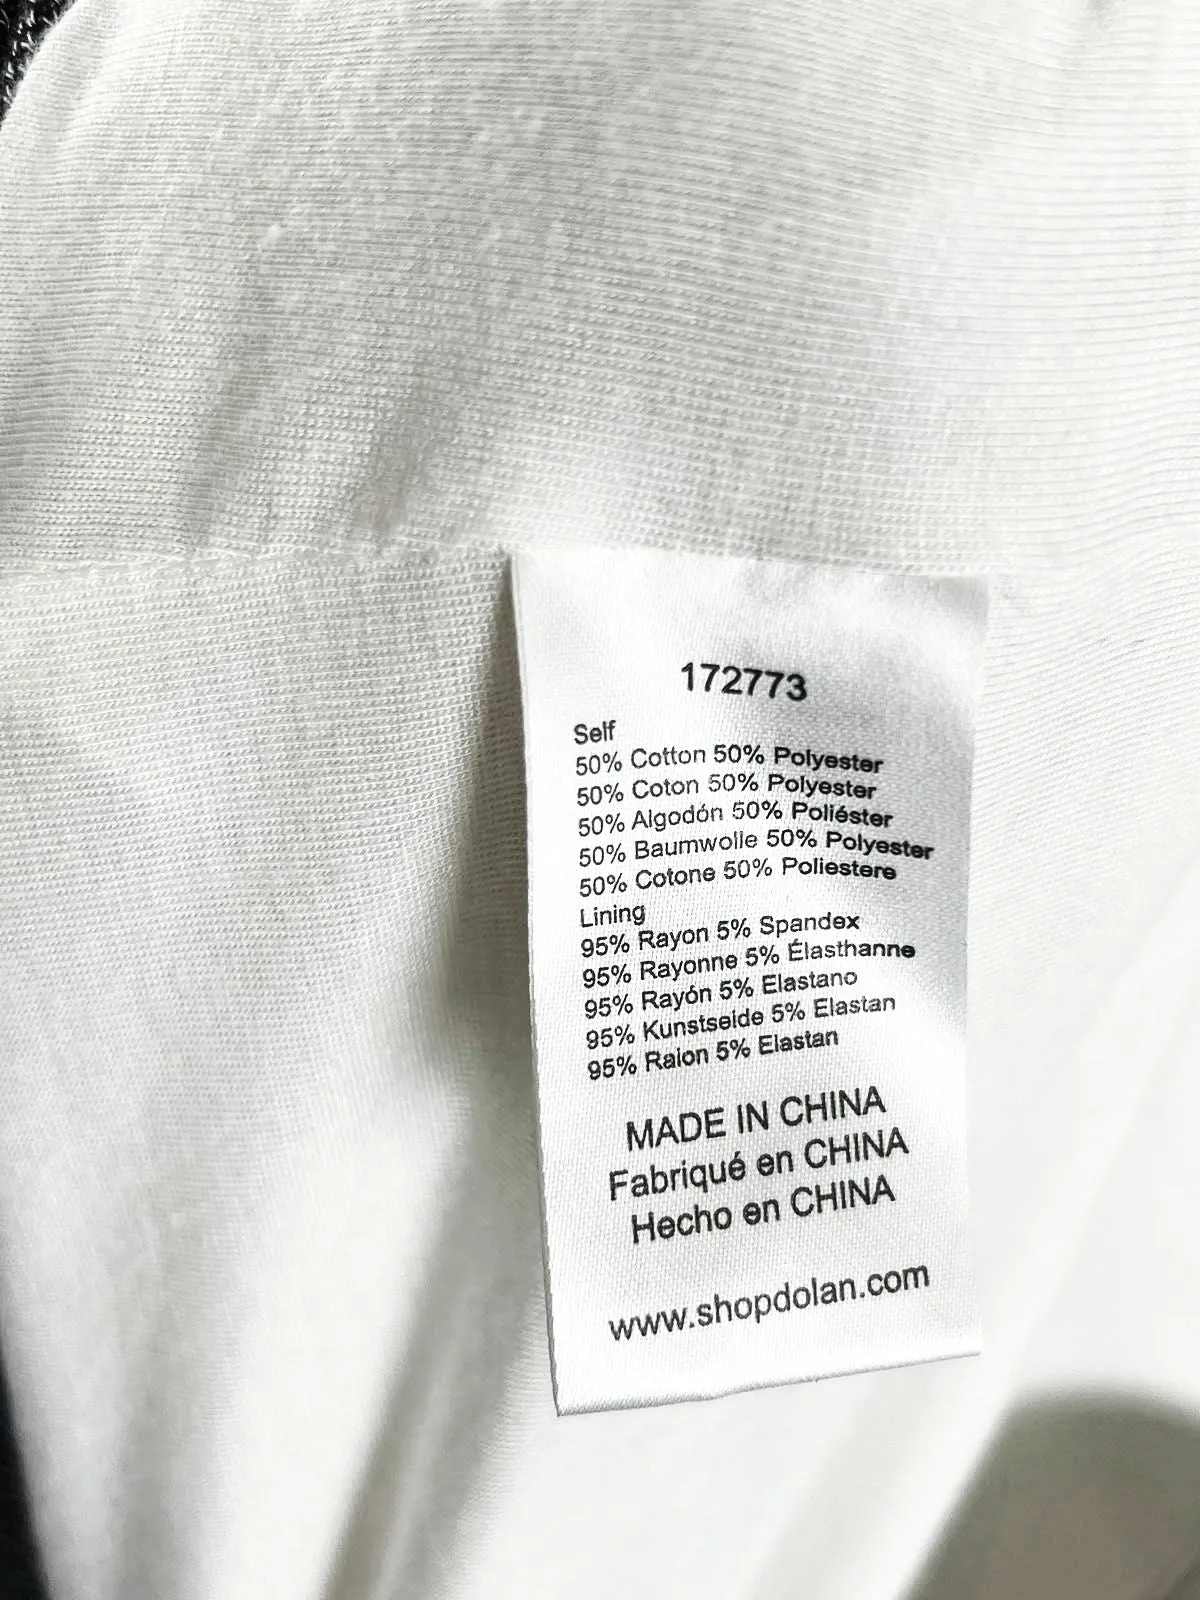 172773
Self
50% Cotton 50% Polyester
50% Coton 50% Polyester
50% Algodón 50% Poliéster
50% Baumwolle 50% Polyester
50% Cotone 50% Poliestere
Lining
95% Rayon 5% Spandex
95% Rayonne 5% Élasthanne
95% Rayón 5% Elastano
95% Kunstseide 5% Elastan
95% Raion 5% Elastan
MADE IN CHINA
Fabriqué en CHINA
Hecho en CHINA
www.shopdolan.com